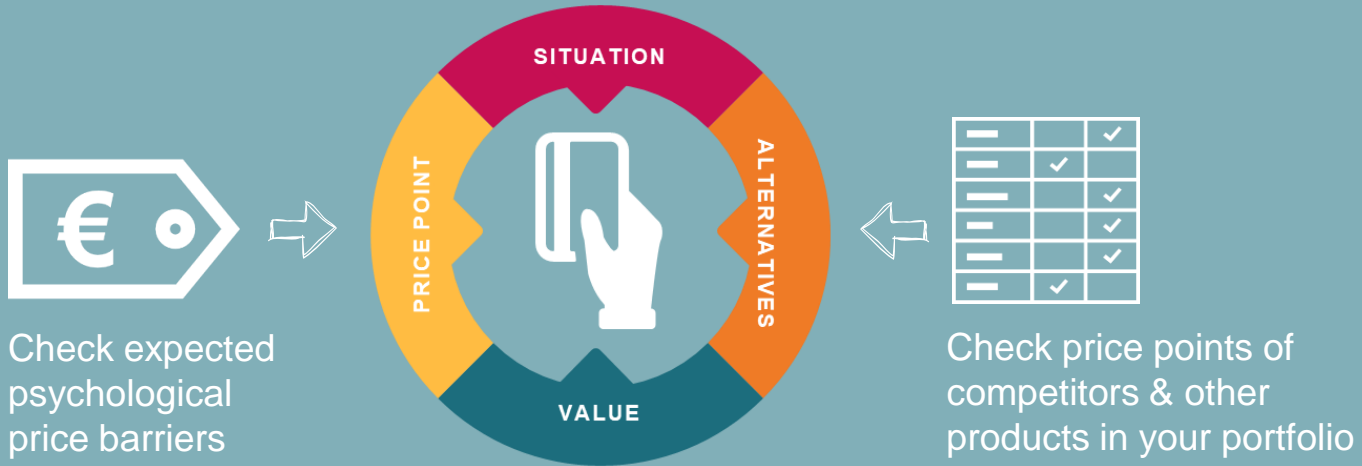 SITUATION
PRICE POINT
ALTERNATIVES
VALUE
€
Check expected
psychological
price barriers
Check price points of
competitors & other
products in your portfolio